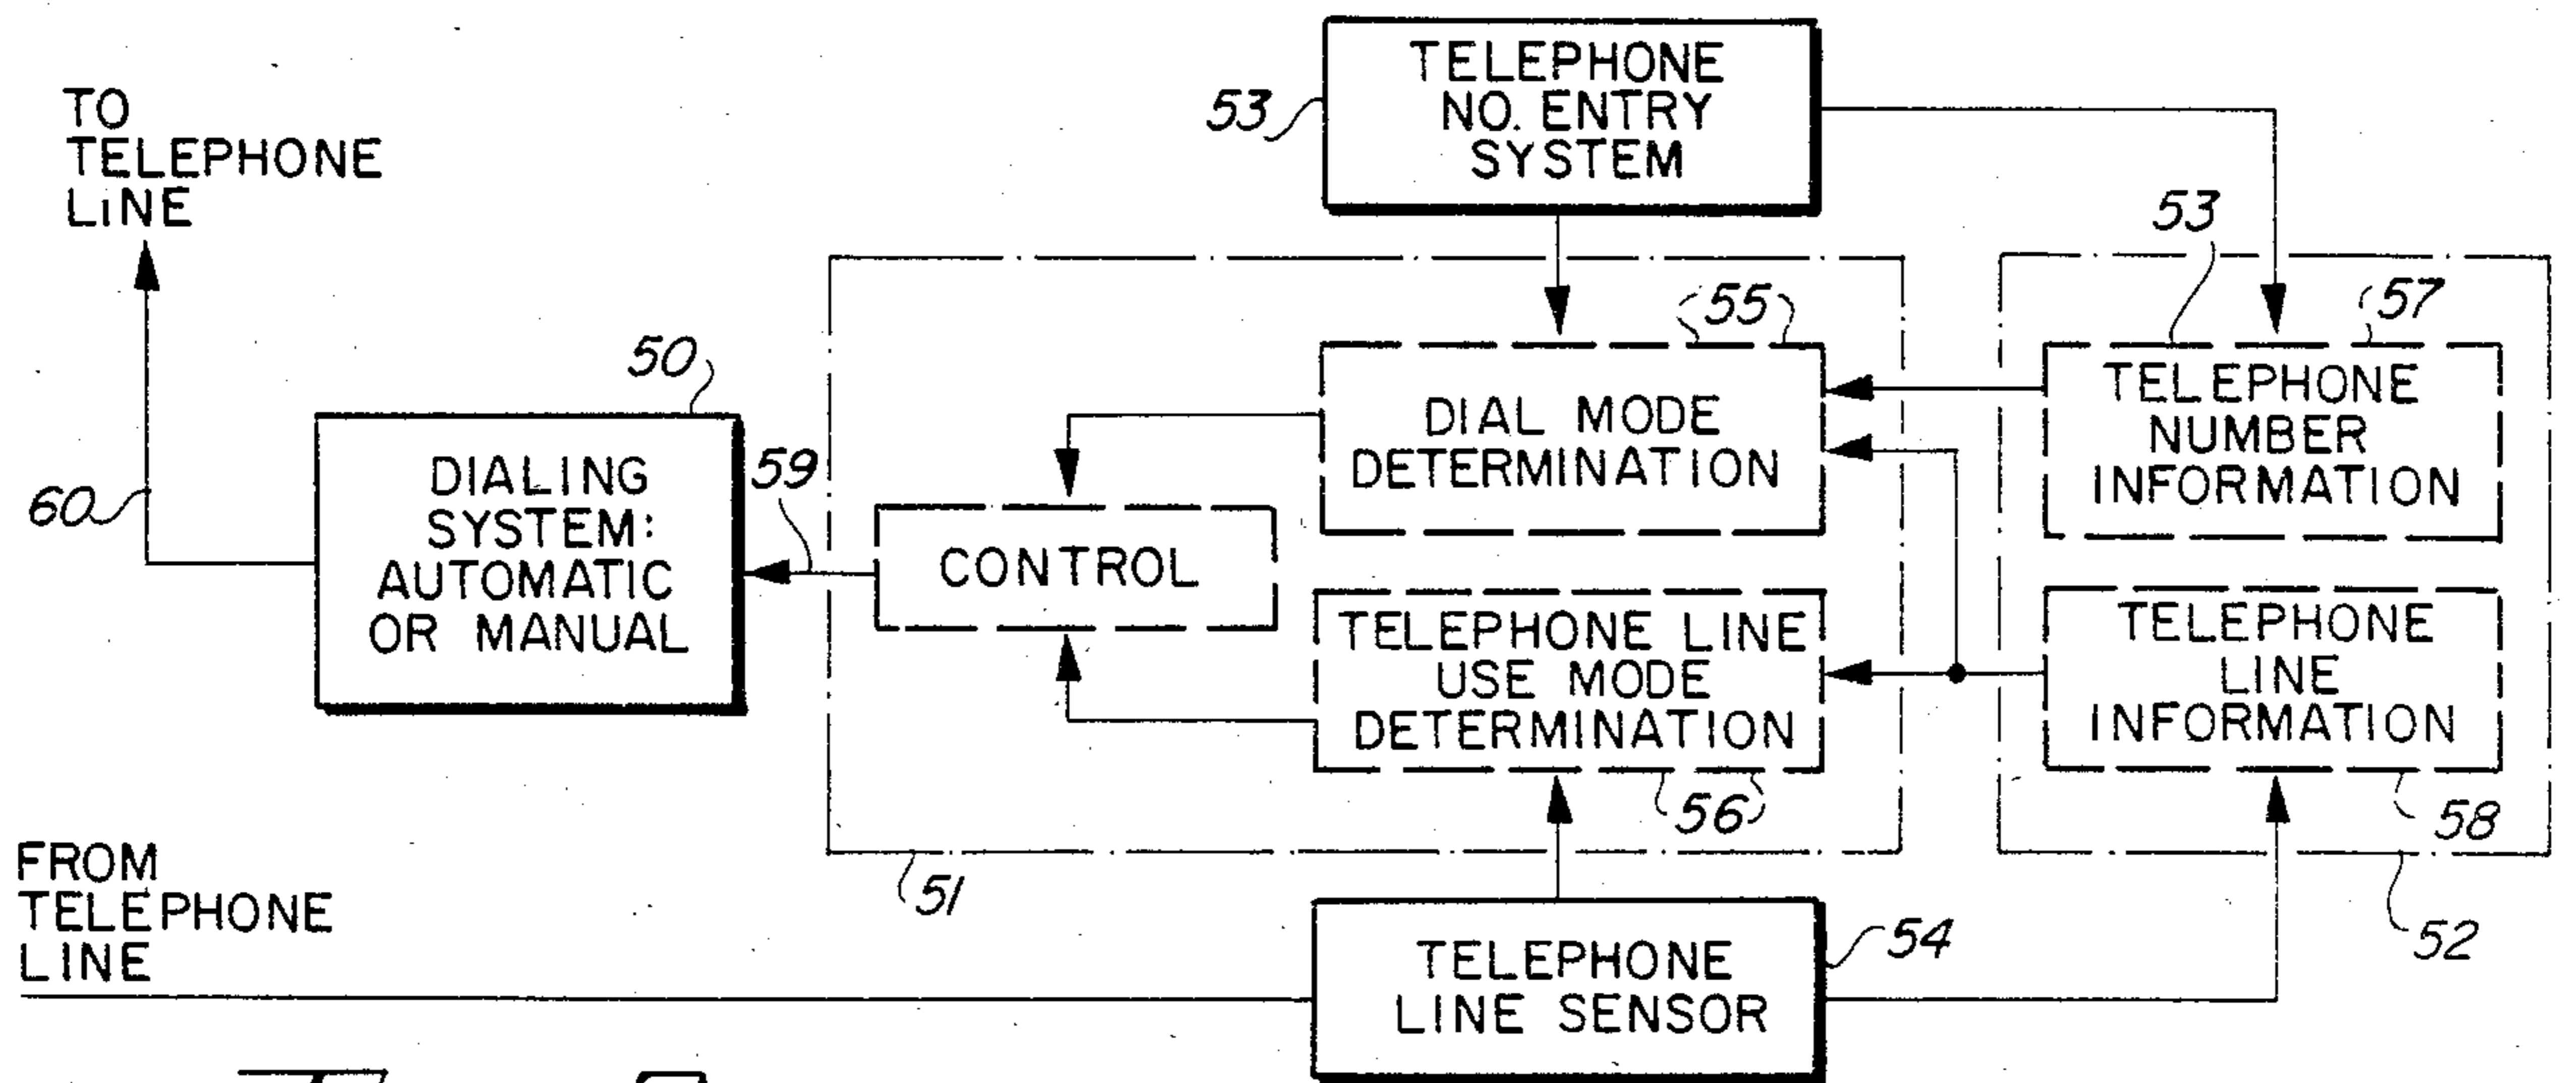 TO
TELEPHONE
LiNE
60
50
DIALING
SYSTEM:
AUTOMATIC
OR MANUAL
59
53
TELEPHONE
NO. ENTRY
SYSTEM
55
DIAL MODE
DETERMINATION
CONTROL
TELEPHONE LINE
USE MODE
DETERMINATION
56
51
53
57
TELEPHONE
NUMBER
INFORMATION
TELEPHONE
LINE
INFORMATION
58
52
FROM
TELEPHONE
LINE
TELEPHONE
LINE SENSOR
54